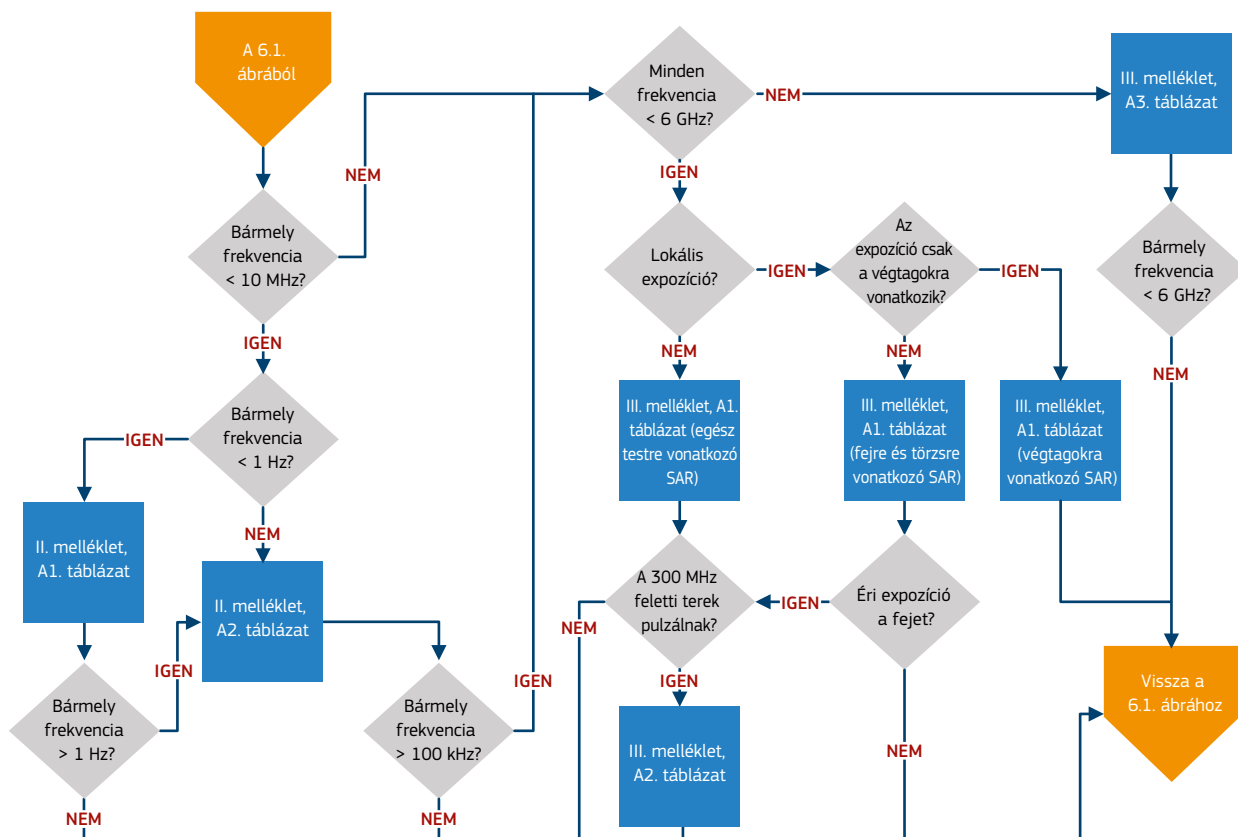 A 6.1.
ábrából
NEM
Bármely
frekvencia
< 10 MHz?
IGEN
Bármely
frekvencia
< 1 Hz?
IGEN
NEM
II. melléklet,
A1. táblázat
II. melléklet,
A2. táblázat
IGEN
Bármely
frekvencia
> 1 Hz?
NEM
Bármely
frekvencia
> 100 kHz?
IGEN
NEM
Minden
frekvencia
< 6 GHz?
NEM
IGEN
Lokális
expozíció?
IGEN
NEM
Az
expozíció csak
a végtagokra
vonatkozik?
IGEN
NEM
III. melléklet, A1.
táblázat (egész
testre vonatkozó
SAR)
III. melléklet,
A1. táblázat
(fejre és törzsre
vonatkozó SAR)
III. melléklet,
A1. táblázat
(végtagokra
vonatkozó SAR)
A 300 MHz
feletti terek
pulzálnak?
IGEN
Éri expozíció
a fejet?
NEM
IGEN
NEM
III. melléklet,
A2. táblázat
III. melléklet,
A3. táblázat
Bármely
frekvencia
< 6 GHz?
NEM
Vissza a
6.1. ábrához